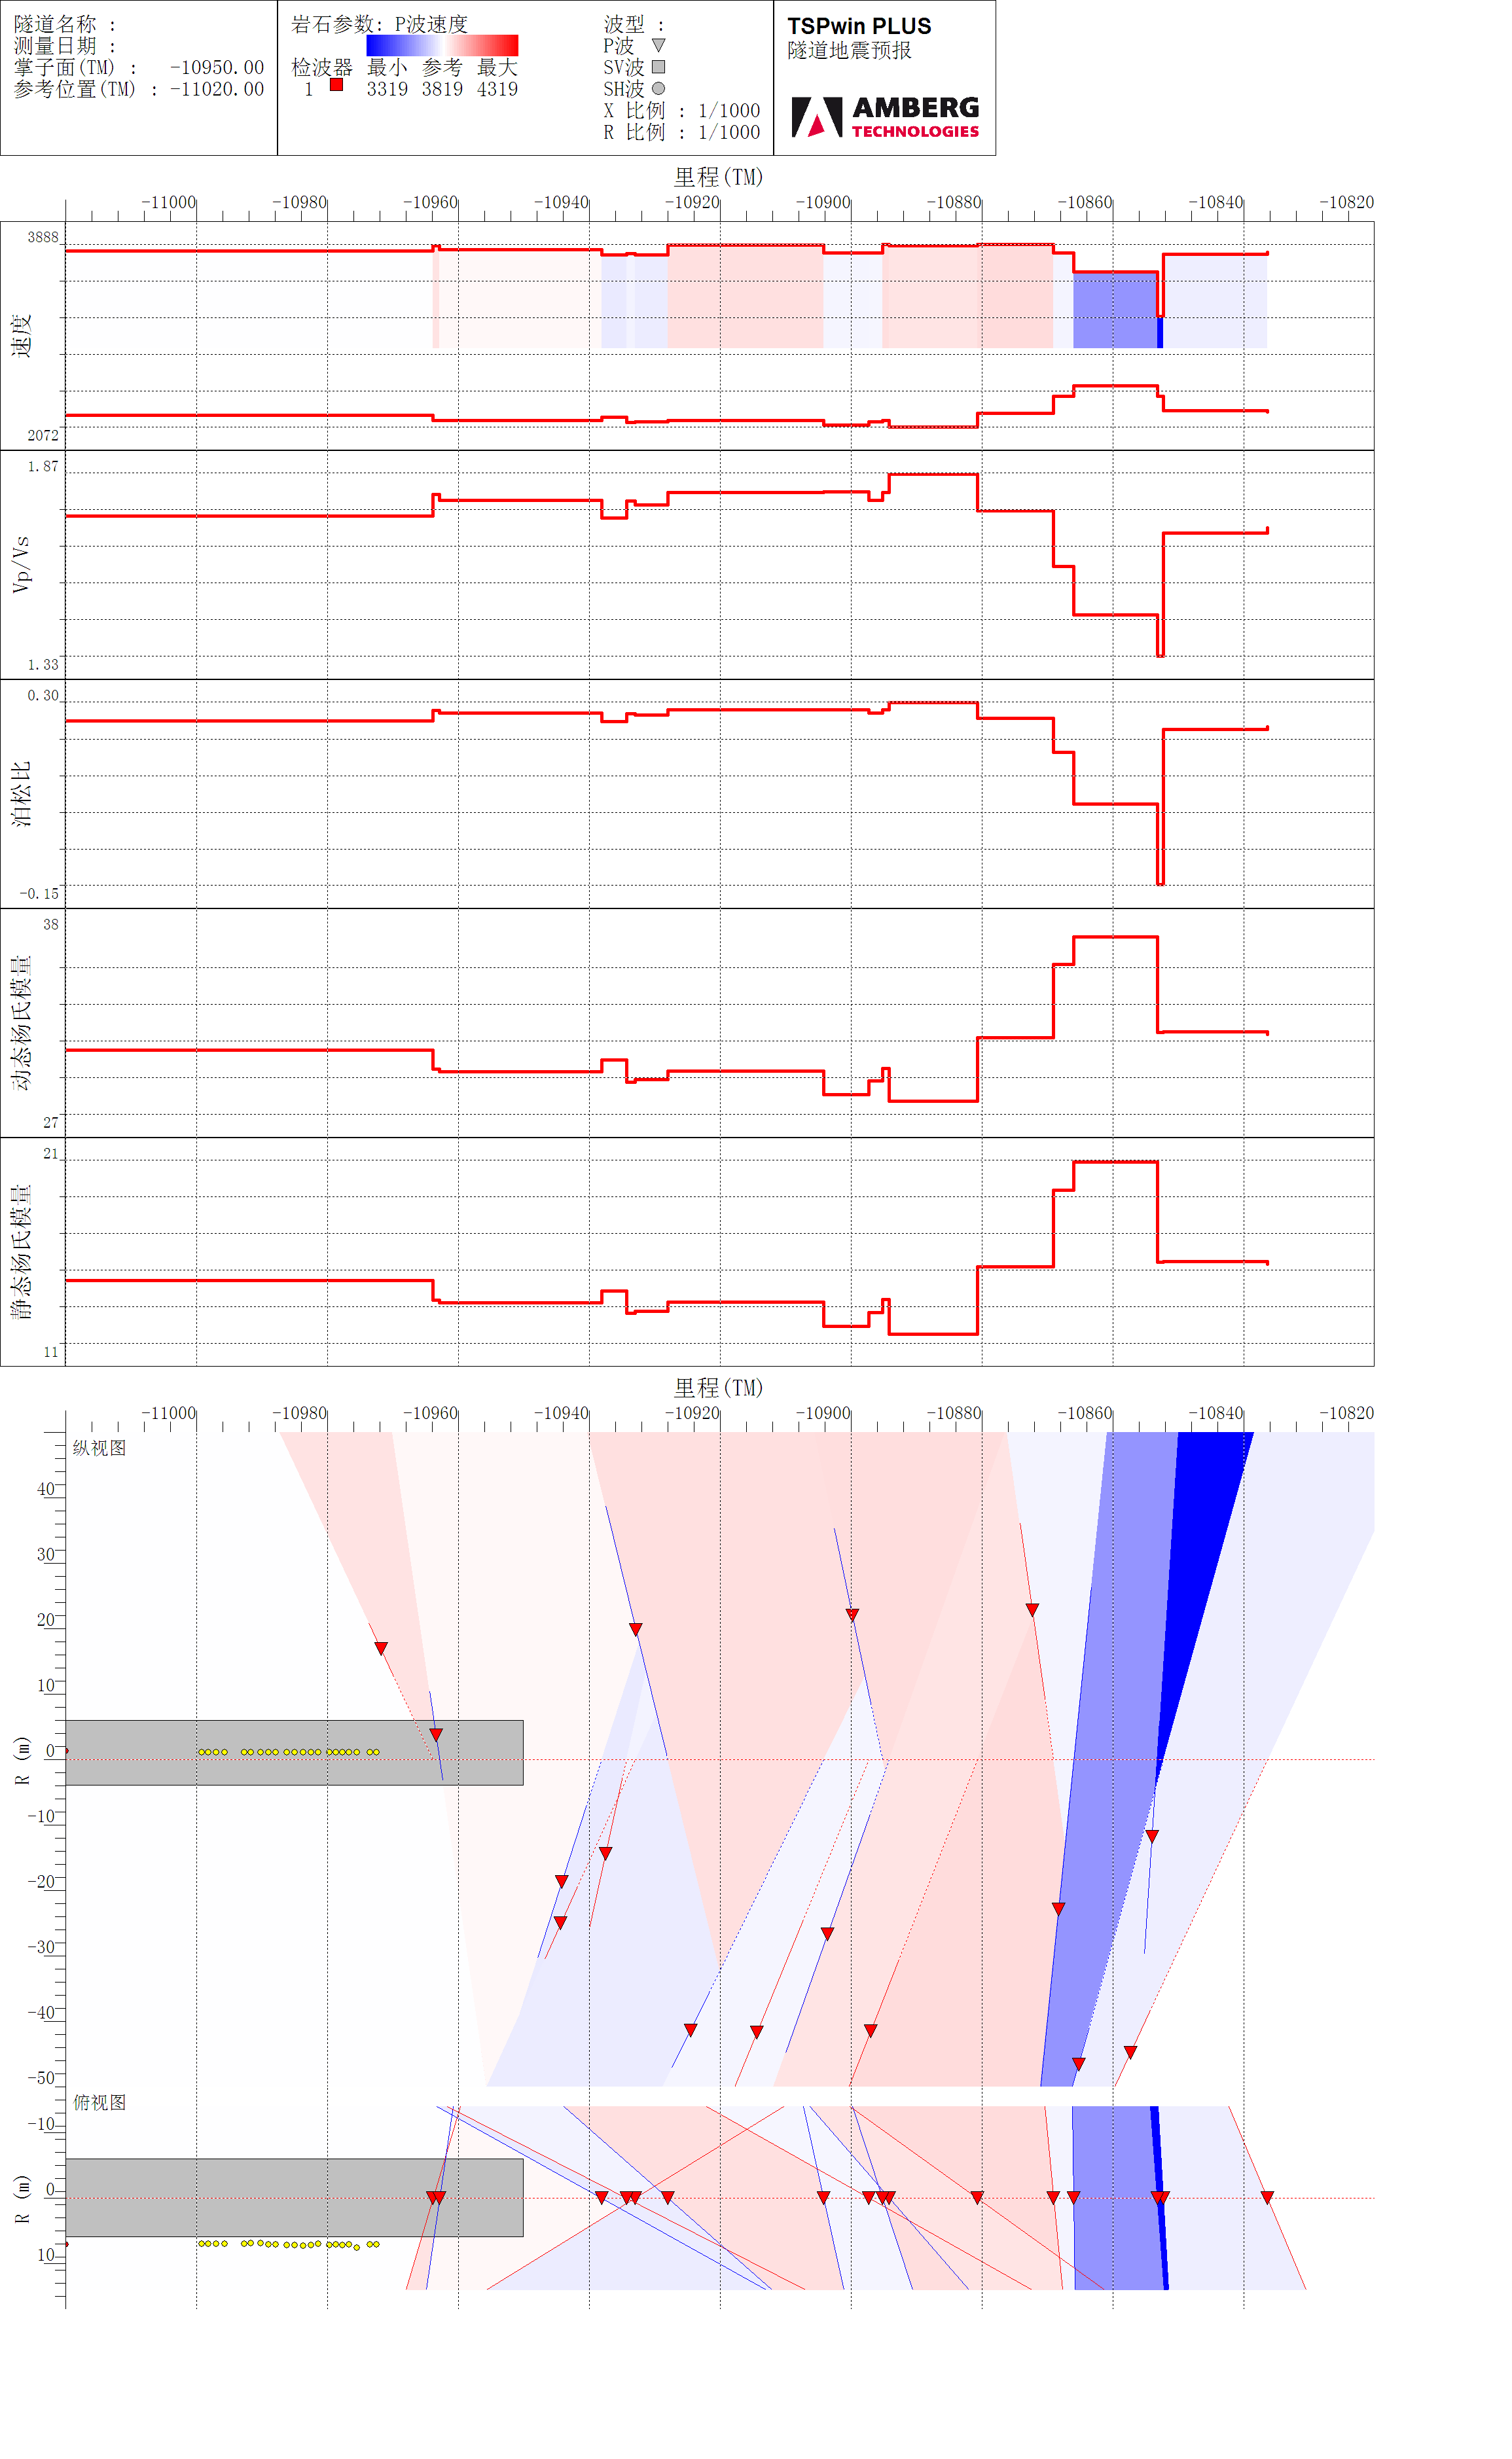 隧道名称 :
测量日期 :
掌子面(TM) : -10950.00
参考位置(TM) : -11020.00
岩石参数: P波速度
检波器 最小 参考 最大
1 3319 3819 4319
波型 :
P波
SV波
SH波
X 比例 : 1/1000
R 比例 : 1/1000
TSPwin PLUS
隧道地震预报
AMBERG
TECHNOLOGIES
里程(TM)
-11000 -10980 -10960 -10940 -10920 -10900 -10880 -10860 -10840 -10820
3888
速度
2072
1.87
Vp/Vs
1.33
0.30
泊松比
-0.15
38
动态杨氏模量
27
21
静态杨氏模量
11
里程(TM)
-11000 -10980 -10960 -10940 -10920 -10900 -10880 -10860 -10840 -10820
纵视图
40
30
20
10
0
R (m)
-10
-20
-30
-40
-50
俯视图
-10
0
R (m)
10